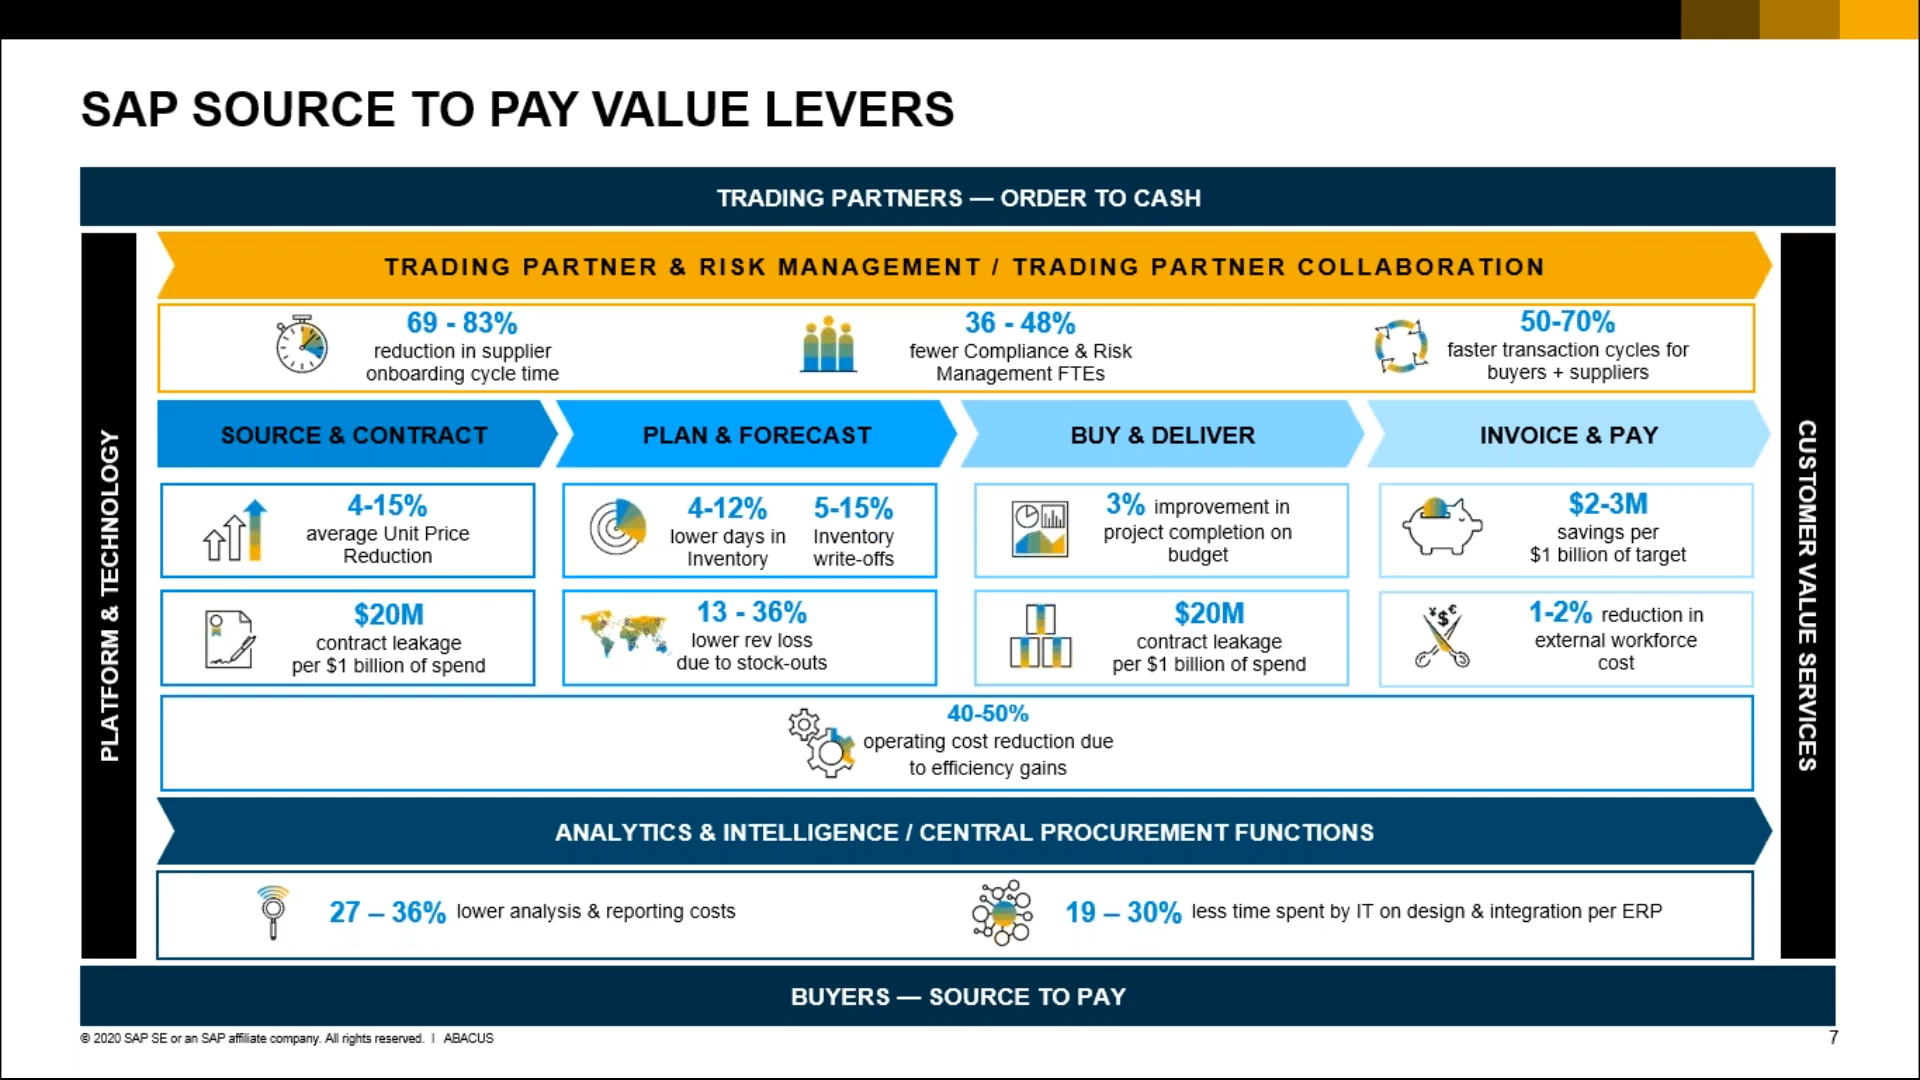 SAP SOURCE TO PAY VALUE LEVERS
TRADING PARTNERS — ORDER TO CASH
PLATFORM & TECHNOLOGY
CUSTOMER VALUE SERVICES
TRADING PARTNER & RISK MANAGEMENT / TRADING PARTNER COLLABORATION
69 - 83%
reduction in supplier
onboarding cycle time
36 - 48%
fewer Compliance & Risk
Management FTEs
50-70%
faster transaction cycles for
buyers + suppliers
SOURCE & CONTRACT
PLAN & FORECAST
BUY & DELIVER
INVOICE & PAY
4-15%
average Unit Price
Reduction
4-12%
lower days in
Inventory
5-15%
Inventory
write-offs
3% improvement in
project completion on
budget
$2-3M
savings per
$1 billion of target
$20M
contract leakage
per $1 billion of spend
13 - 36%
lower rev loss
due to stock-outs
$20M
contract leakage
per $1 billion of spend
¥$€
1-2% reduction in
external workforce
cost
40-50%
operating cost reduction due
to efficiency gains
ANALYTICS & INTELLIGENCE / CENTRAL PROCUREMENT FUNCTIONS
27 – 36% lower analysis & reporting costs
19 – 30% less time spent by IT on design & integration per ERP
BUYERS — SOURCE TO PAY
© 2020 SAP SE or an SAP affiliate company. All rights reserved. | ABACUS
7